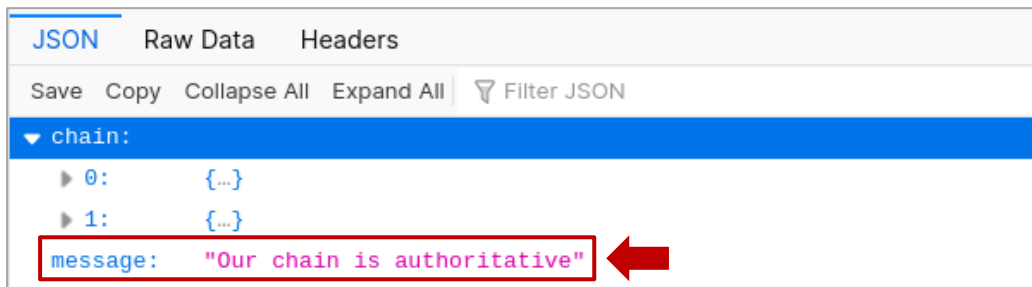 JSON Raw Data Headers
Save Copy Collapse All Expand All Filter JSON
chain:
0: {…}
1: {…}
message: "Our chain is authoritative"